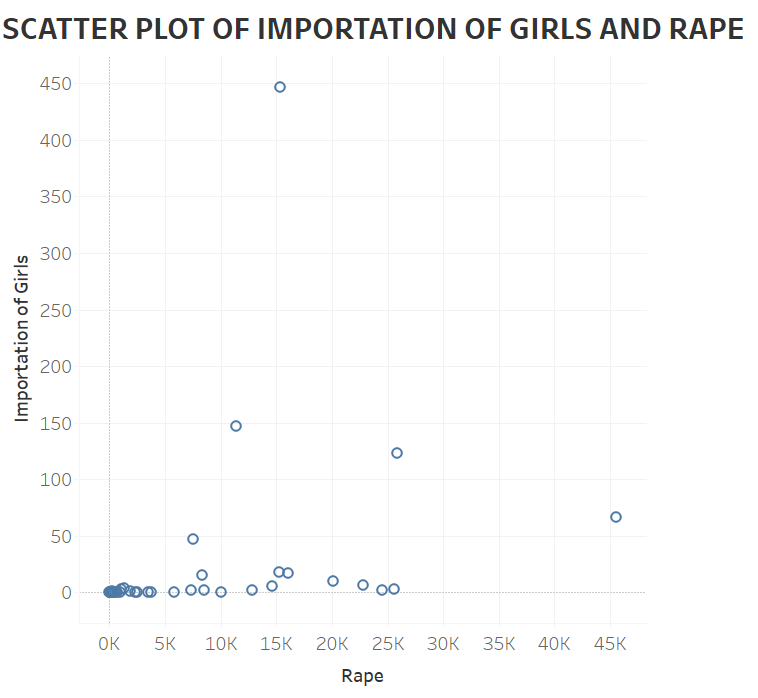 SCATTER PLOT OF IMPORTATION OF GIRLS AND RAPE
450
400
350
300
250
200
150
100
50
0
Importation of Girls
0K 5K 10K 15K 20K 25K 30K 35K 40K 45K
Rape